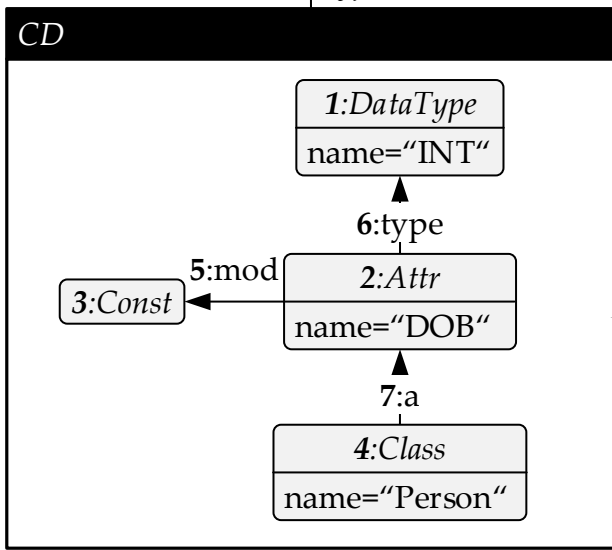 CD
1:DataType
name=“INT“
6:type
5:mod
2:Attr
3:Const
name=“DOB“
7:a
4:Class
name=“Person“